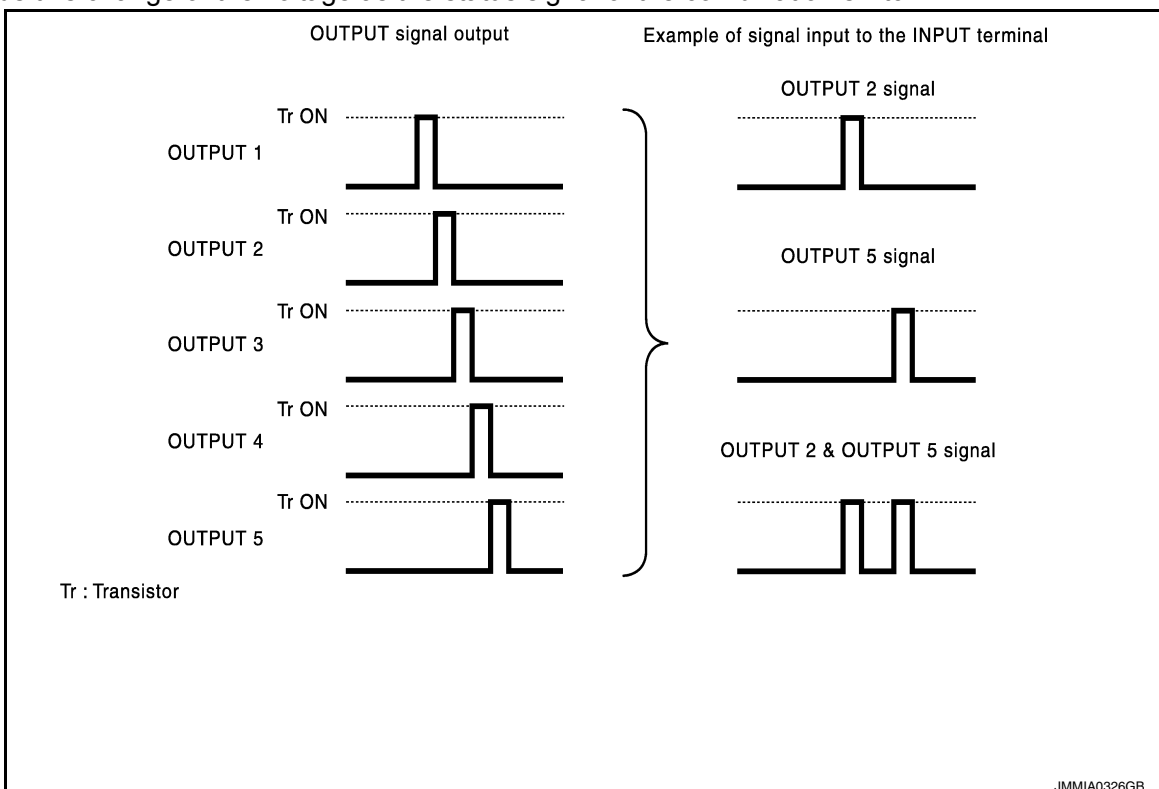 OUTPUT signal output
Example of signal input to the INPUT terminal
OUTPUT 2 signal
Tr ON
OUTPUT 1
Tr ON
OUTPUT 2
OUTPUT 5 signal
Tr ON
OUTPUT 3
Tr ON
OUTPUT 4
OUTPUT 2 & OUTPUT 5 signal
Tr ON
OUTPUT 5
Tr : Transistor
JMMIA0326GB